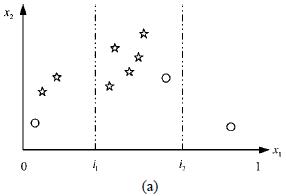 x₂
x₁
0 i₁ i₂ 1
(a)